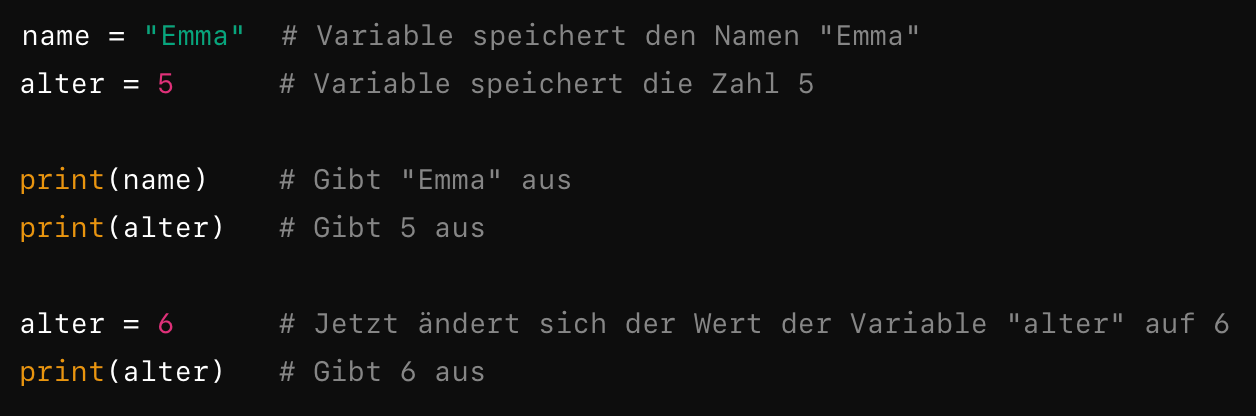 name = "Emma"  # Variable speichert den Namen "Emma"
alter = 5      # Variable speichert die Zahl 5

print(name)    # Gibt "Emma" aus
print(alter)   # Gibt 5 aus

alter = 6      # Jetzt ändert sich der Wert der Variable "alter" auf 6
print(alter)   # Gibt 6 aus